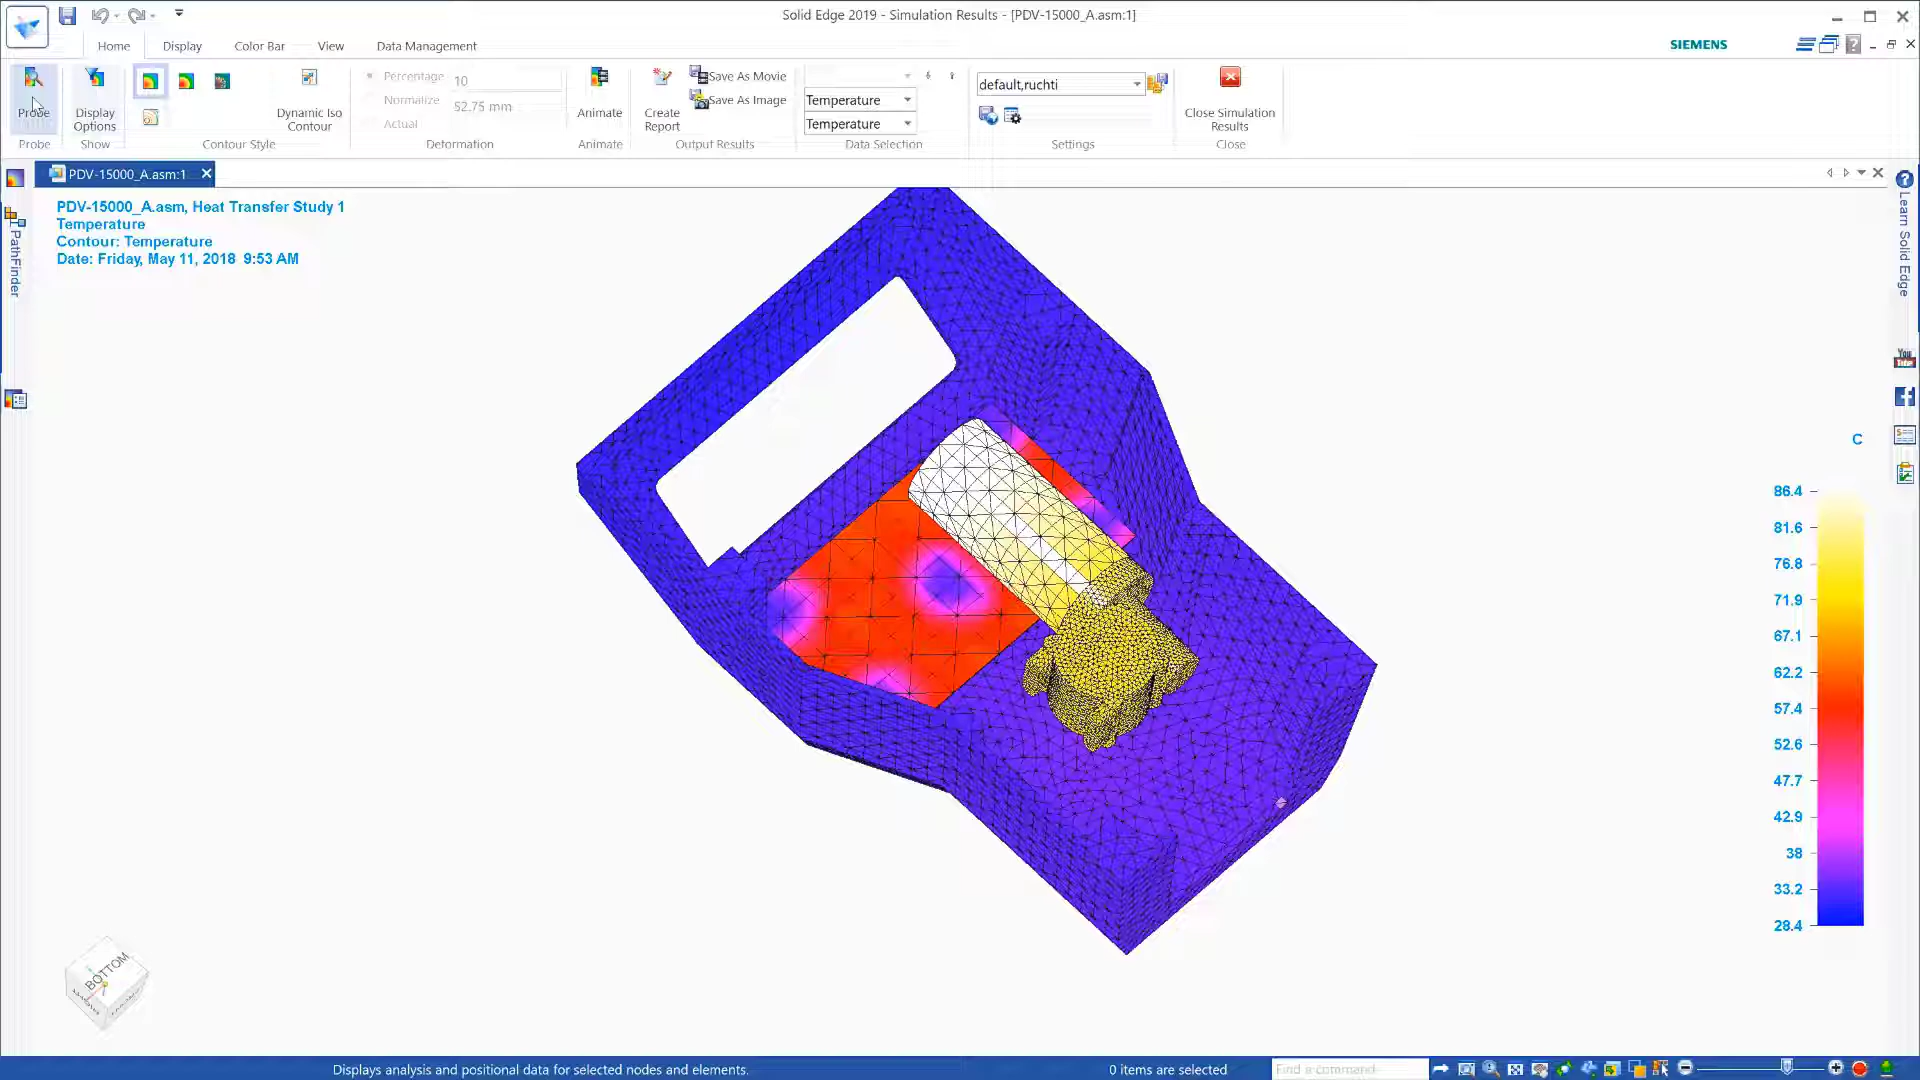 Solid Edge 2019 - Simulation Results - [PDV-15000_A.asm:1]
Home
Display
Color Bar
View
Data Management
SIEMENS
Probe
Display
Options
Dynamic Iso
Contour
Percentage
10
Normalize
52.75 mm
Actual
Animate
Create
Report
Save As Movie
Save As Image
Temperature
Temperature
default,ruchti
Close Simulation
Results
Probe
Show
Contour Style
Deformation
Animate
Output Results
Data Selection
Settings
Close
PDV-15000_A.asm:1
PathFinder
Learn Solid Edge
You
PDV-15000_A.asm, Heat Transfer Study 1
Temperature
Contour: Temperature
Date: Friday, May 11, 2018 9:53 AM
C
86.4
81.6
76.8
71.9
67.1
62.2
57.4
52.6
47.7
42.9
38
33.2
28.4
BOTTOM
Displays analysis and positional data for selected nodes and elements.
0 items are selected
Find a command